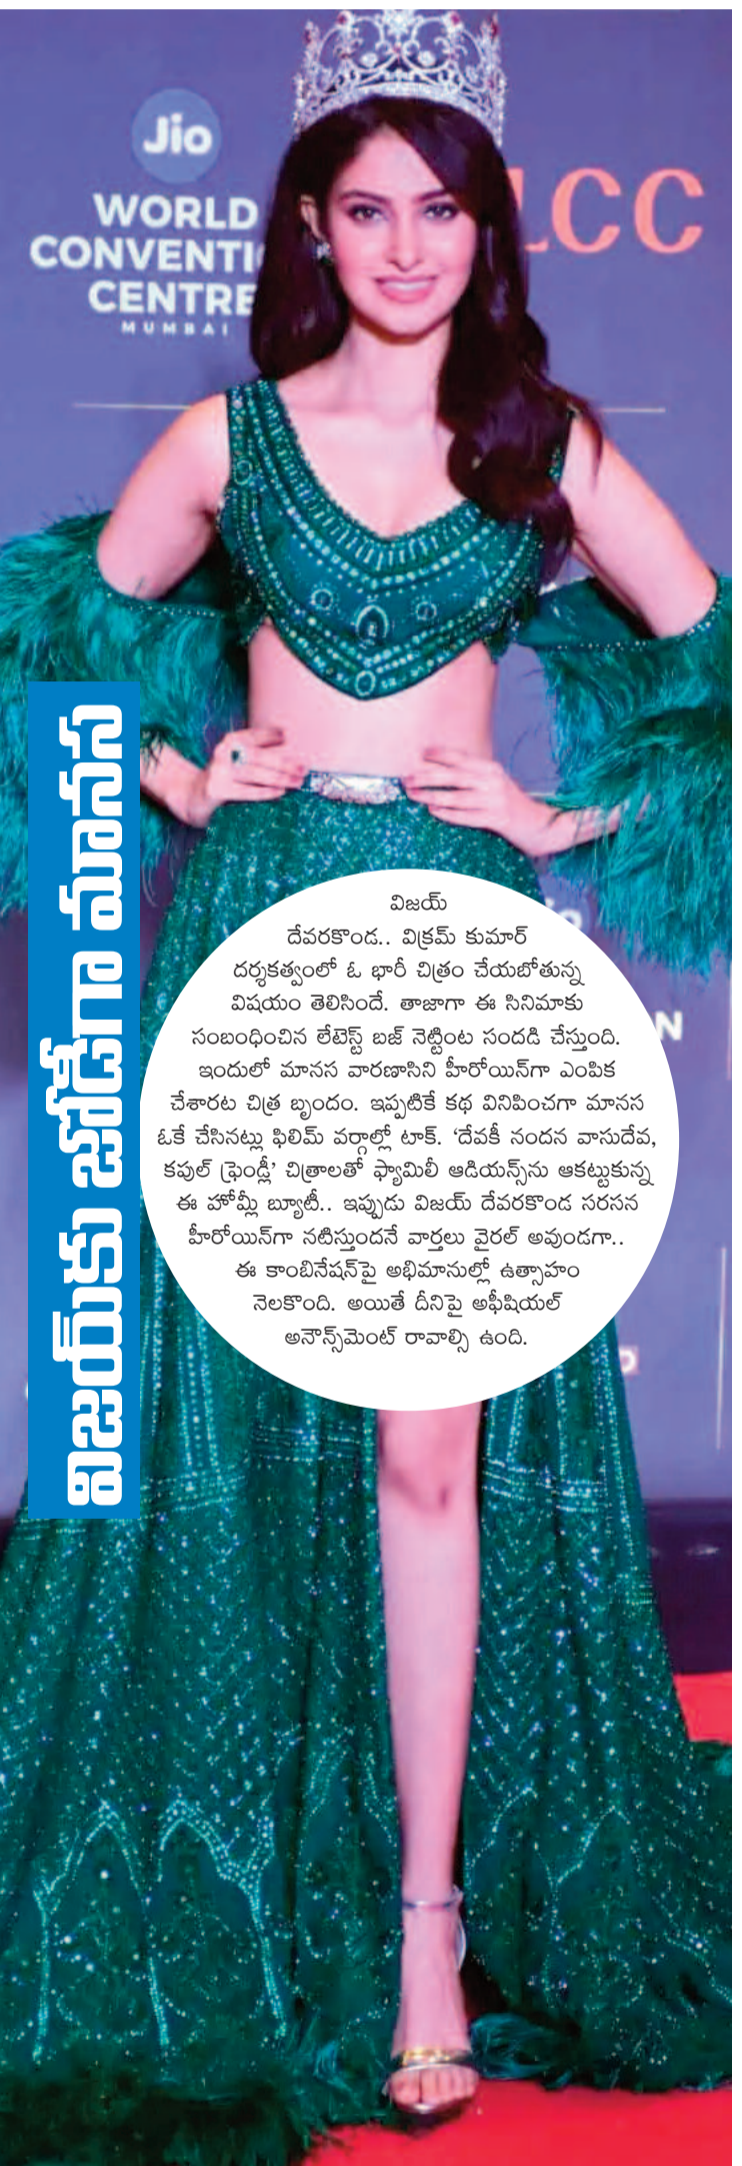 Jio
WORLD
CONVENTI
CENTRE
MUMBAI
LCC
విజయ్‌కు జోడీగా మానస
విజయ్
దేవరకొండ.. విక్రమ్ కుమార్
దర్శకత్వంలో ఓ భారీ చిత్రం చేయబోతున్న
విషయం తెలిసిందే. తాజాగా ఈ సినిమాకు
సంబంధించిన లేటెస్ట్ బజ్ నెట్టింట సందడి చేస్తుంది.
ఇందులో మానస వారణాసిని హీరోయిన్‌గా ఎంపిక
చేశారట చిత్ర బృందం. ఇప్పటికే కథ వినిపించగా మానస
ఓకే చేసినట్లు ఫిలిమ్ వర్గాల్లో టాక్. ‘దేవకీ నందన వాసుదేవ,
కపుల్ ఫ్రెండ్లీ’ చిత్రాలతో ఫ్యామిలీ ఆడియన్స్‌ను ఆకట్టుకున్న
ఈ హోమ్లీ బ్యూటీ.. ఇప్పుడు విజయ్ దేవరకొండ సరసన
హీరోయిన్‌గా నటిస్తుందనే వార్తలు వైరల్ అవుండగా..
ఈ కాంబినేషన్‌పై అభిమానుల్లో ఉత్సాహం
నెలకొంది. అయితే దీనిపై అఫీషియల్
అనౌన్స్‌మెంట్ రావాల్సి ఉంది.